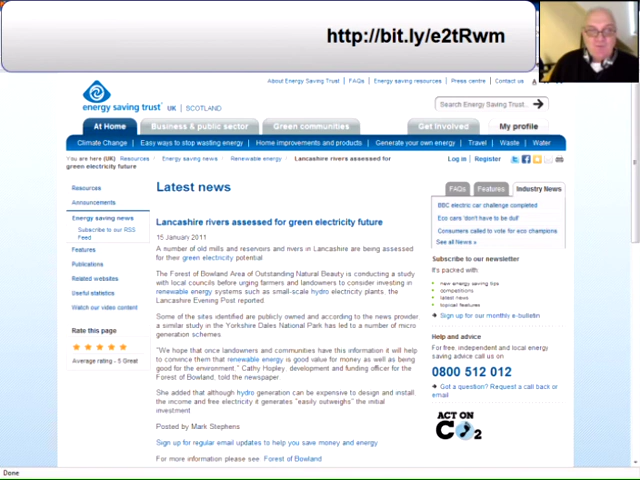 http://bit.ly/e2tRwm
About Energy Saving Trust | FAQs | Energy saving resources | Press centre | Contact us
energy saving trust UK | SCOTLAND
Search Energy Saving Trust...
At Home Business & public sector Green communities Get Involved My profile
Climate Change Easy ways to stop wasting energy Home improvements and products Generate your own energy Travel Waste Water
You are here (UK) Resources Energy saving news Renewable energy Lancashire rivers assessed for
green electricity future
Log in Register
Resources
Announcements
Energy saving news
Subscribe to our RSS
Feed
Features
Publications
Related websites
Useful statistics
Watch our video content
Rate this page
Average rating - 5 Great
Latest news
Lancashire rivers assessed for green electricity future
15 January 2011
A number of old mills and reservoirs and rivers in Lancashire are being assessed
for their green electricity potential
The Forest of Bowland Area of Outstanding Natural Beauty is conducting a study
with local councils before urging farmers and landowners to consider investing in
renewable energy systems such as small-scale hydro electricity plants, the
Lancashire Evening Post reported
Some of the sites identified are publicly owned and according to the news provider
a similar study in the Yorkshire Dales National Park has led to a number of micro
generation schemes
"We hope that once landowners and communities have this information it will help
to convince them that renewable energy is good value for money as well as being
good for the environment. " Cathy Hopley, development and funding officer for the
Forest of Bowland, told the newspaper
She added that although hydro generation can be expensive to design and install,
the income and free electricity it generates "easily outweighs" the initial
investment
Posted by Mark Stephens
Sign up for regular email updates to help you save money and energy
For more information please see Forest of Bowland
FAQs Features Industry News
BBC electric car challenge completed
Eco cars 'don't have to be dull'
Consumers called to vote for eco champions
See all News »
Subscribe to our newsletter
It's packed with:
new energy saving tips
competitions
latest news
topical features
Sign up for our monthly e-bulletin
Help and advice
For free, independent and local energy
saving advice call us on
0800 512 012
Got a question? Request a call back or
email
ACT ON
CO2
Done